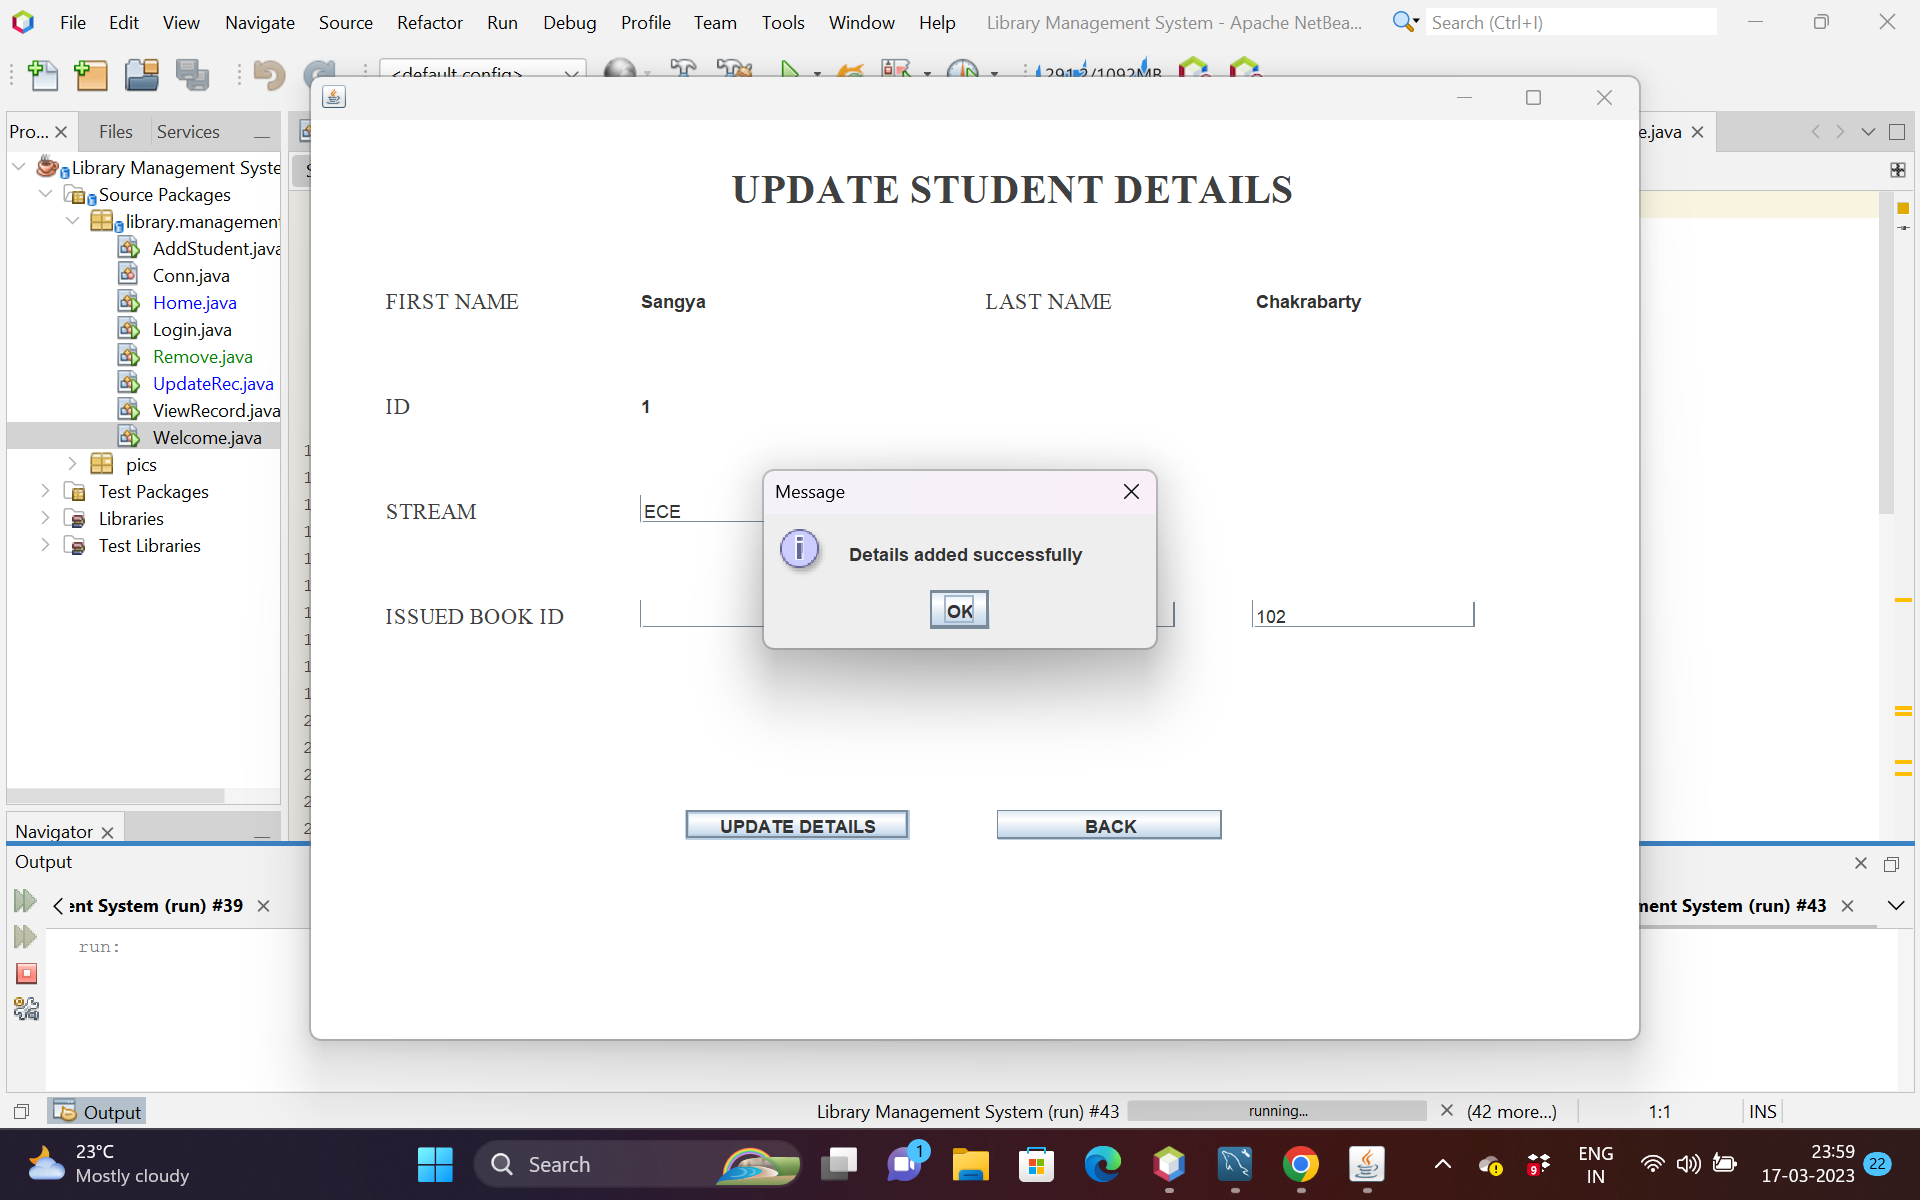 File Edit View Navigate Source Refactor Run Debug Profile Team Tools Window Help Library Management System - Apache NetBea... Search (Ctrl+I)
<default config> 291.2/1092MB
Pro... Files Services e.java
Library Management Syste
Source Packages
library.management
AddStudent.java
Conn.java
Home.java
Login.java
Remove.java
UpdateRec.java
ViewRecord.java
Welcome.java
pics
Test Packages
Libraries
Test Libraries
UPDATE STUDENT DETAILS
FIRST NAME Sangya LAST NAME Chakrabarty
ID 1
STREAM ECE
ISSUED BOOK ID 102
Message
Details added successfully
OK
UPDATE DETAILS BACK
Navigator
Output
ent System (run) #39 ment System (run) #43
run:
Output Library Management System (run) #43 running... (42 more...) 1:1 INS
23°C
Mostly cloudy
Search
1
9
ENG
IN
23:59
17-03-2023
22